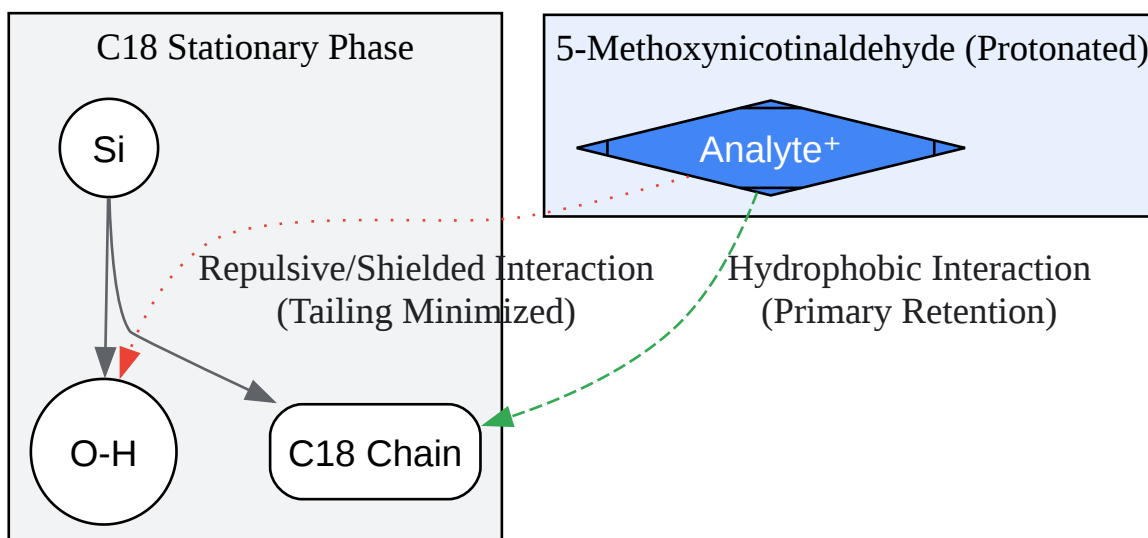 C18 Stationary Phase
5-Methoxynicotinaldehyde (Protonated)
Si
Analyte⁺
Repulsive/Shielded Interaction
(Tailing Minimized)
Hydrophobic Interaction
(Primary Retention)
O-H
C18 Chain